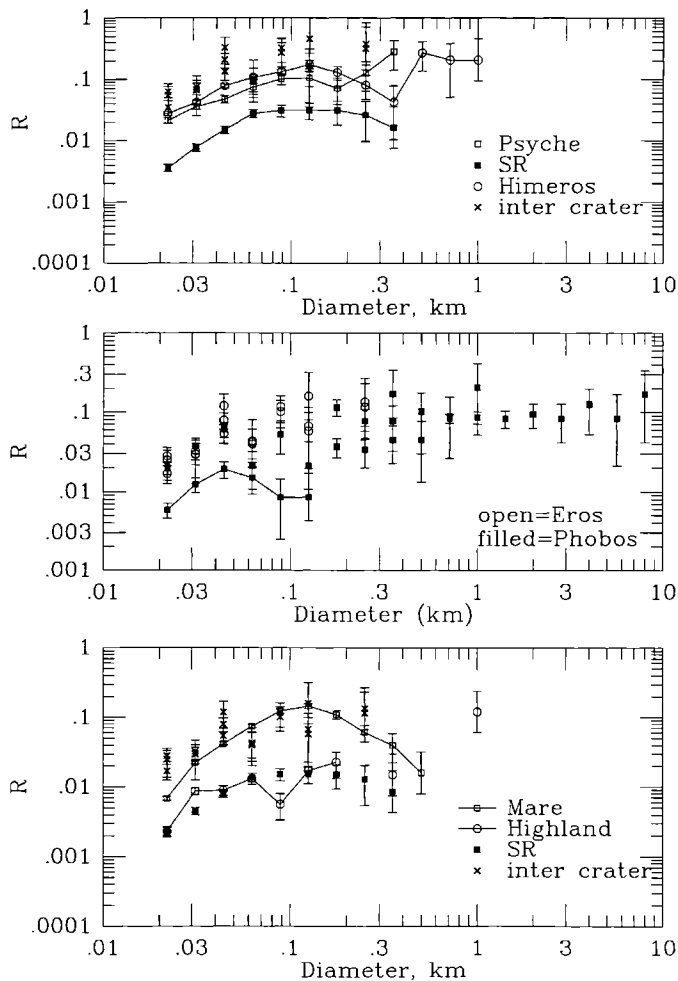 1
.1
.01
.001
.0001
R
Psyche
SR
Himeros
inter crater
.01 .03 .1 .3 1 3 10
Diameter, km
1
.3
.1
.03
.01
.003
.001
R
open=Eros
filled=Phobos
.01 .03 .1 .3 1 3 10
Diameter (km)
1
.1
.01
.001
.0001
R
Mare
Highland
SR
inter crater
.01 .03 .1 .3 1 3 10
Diameter, km